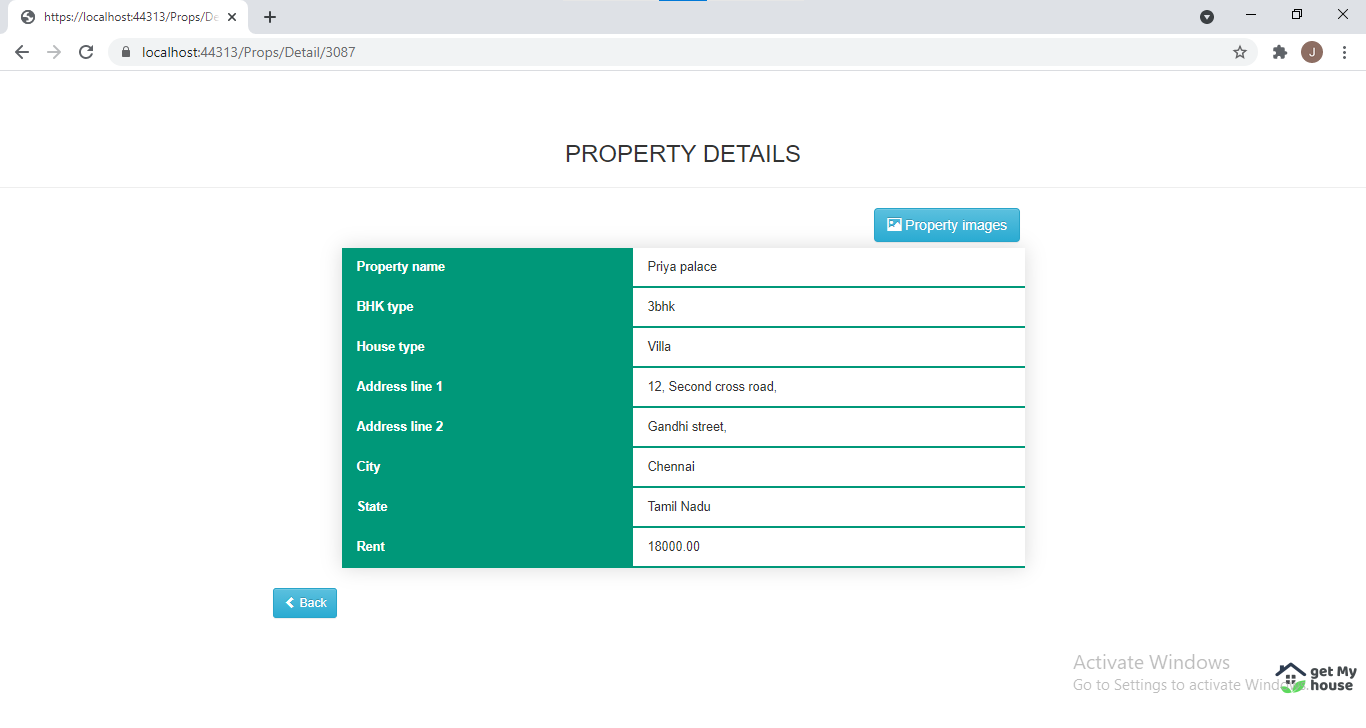 https://localhost:44313/Props/De
localhost:44313/Props/Detail/3087
J
PROPERTY DETAILS
Property images
Property name Priya palace
BHK type 3bhk
House type Villa
Address line 1 12, Second cross road,
Address line 2 Gandhi street,
City Chennai
State Tamil Nadu
Rent 18000.00
Back
Activate Windows
Go to Settings to activate Windows.
get My
house